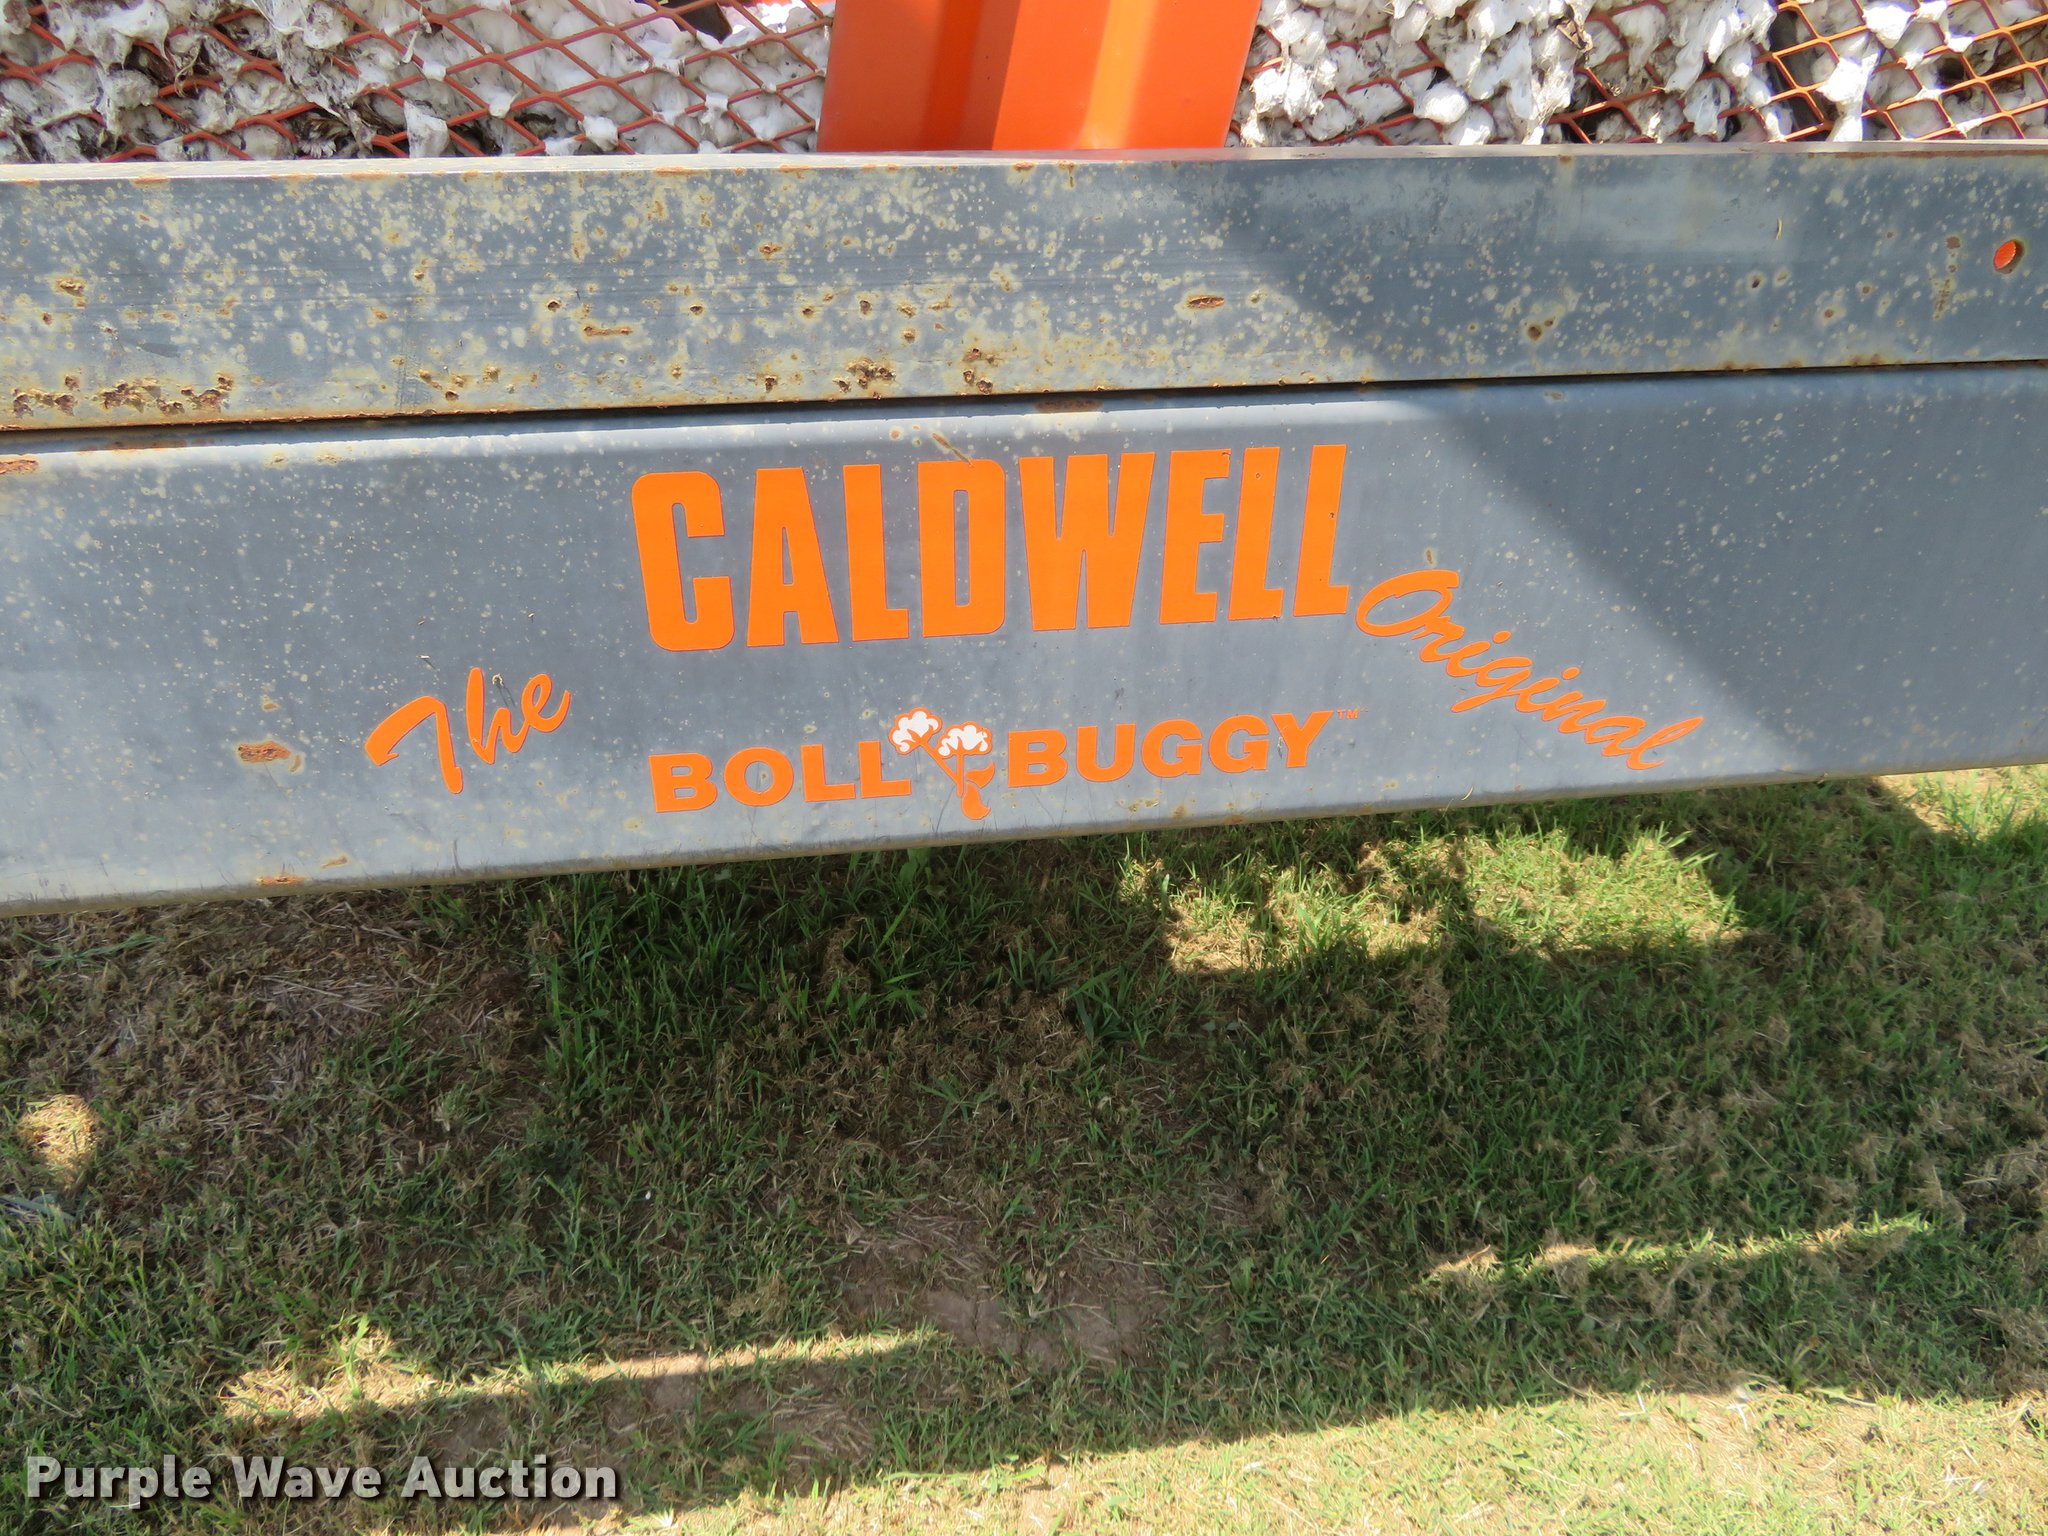 CALDWELL
The Original
BOLL BUGGY™
Purple Wave Auction